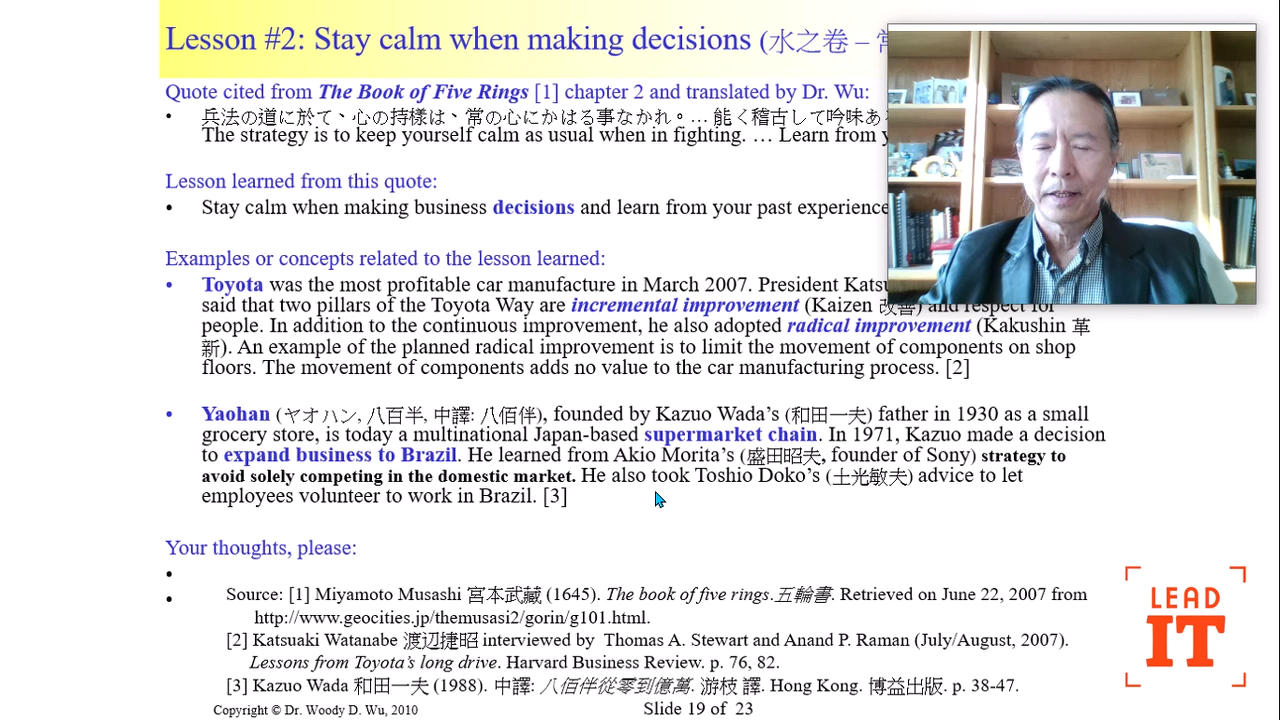 Lesson #2: Stay calm when making decisions (水之卷 –
Quote cited from The Book of Five Rings [1] chapter 2 and translated by Dr. Wu:
• 兵法の道に於て、心の持樣は、常の心にかはる事なかれ。… 能く稽古して吟味あ
The strategy is to keep yourself calm as usual when in fighting. … Learn from
Lesson learned from this quote:
• Stay calm when making business decisions and learn from your past experience
Examples or concepts related to the lesson learned:
• Toyota was the most profitable car manufacture in March 2007. President
said that two pillars of the Toyota Way are incremental improvement (Kaizen 改善) and respect for
people. In addition to the continuous improvement, he also adopted radical improvement (Kakushin 革
新). An example of the planned radical improvement is to limit the movement of components on shop
floors. The movement of components adds no value to the car manufacturing process. [2]
• Yaohan (ヤオハン, 八百半, 中譯: 八佰伴), founded by Kazuo Wada’s (和田一夫) father in 1930 as a small
grocery store, is today a multinational Japan-based supermarket chain. In 1971, Kazuo made a decision
to expand business to Brazil. He learned from Akio Morita’s (盛田昭夫, founder of Sony) strategy to
avoid solely competing in the domestic market. He also took Toshio Doko’s (土光敏夫) advice to let
employees volunteer to work in Brazil. [3]
Your thoughts, please:
•
•
Source: [1] Miyamoto Musashi 宮本武藏 (1645). The book of five rings.五輪書. Retrieved on June 22, 2007 from
http://www.geocities.jp/themusasi2/gorin/g101.html.
[2] Katsuaki Watanabe 渡辺捷昭 interviewed by Thomas A. Stewart and Anand P. Raman (July/August, 2007).
Lessons from Toyota’s long drive. Harvard Business Review. p. 76, 82.
[3] Kazuo Wada 和田一夫 (1988). 中譯: 八佰伴從零到億萬. 游枝 譯. Hong Kong. 博益出版. p. 38-47.
Copyright © Dr. Woody D. Wu, 2010
Slide 19 of 23
LEAD
IT